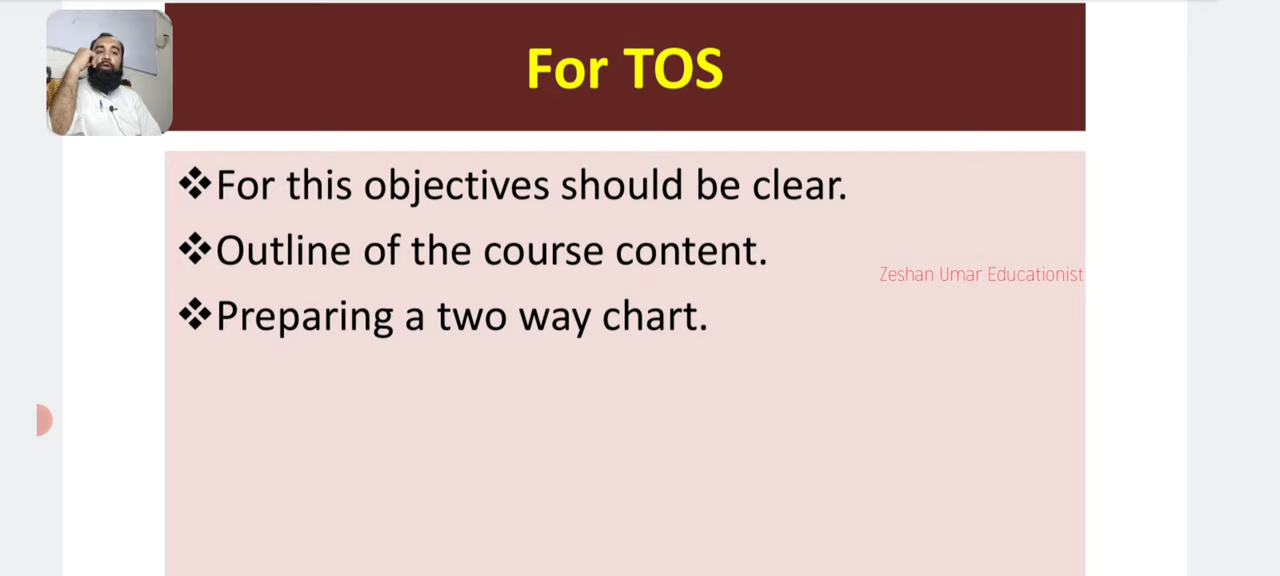 For TOS
❖For this objectives should be clear.
❖Outline of the course content.
Zeshan Umar Educationist
❖Preparing a two way chart.